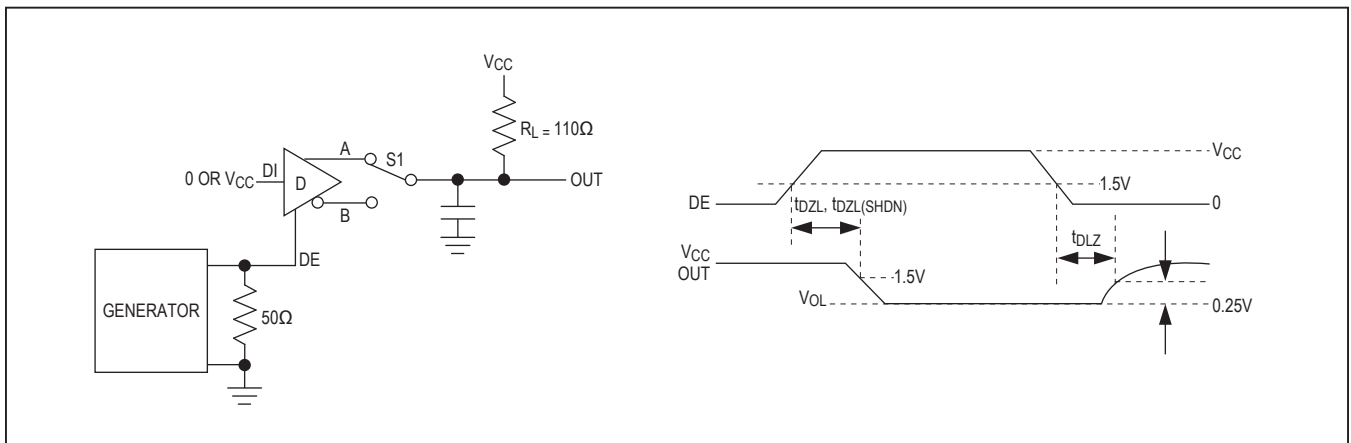 VCC
RL = 110Ω
A
S1
0 OR VCC
DI
D
OUT
B
DE
GENERATOR
50Ω
VCC
1.5V
DE
0
tDZL, tDZL(SHDN)
tDLZ
VCC
OUT
1.5V
VOL
0.25V